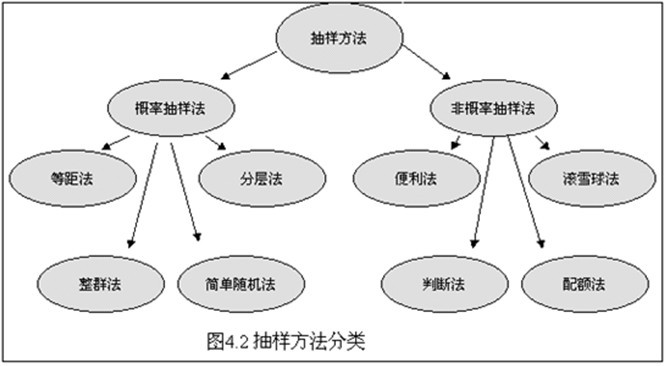 抽样方法
概率抽样法
非概率抽样法
等距法
分层法
便利法
滚雪球法
整群法
简单随机法
判断法
配额法
图4.2 抽样方法分类